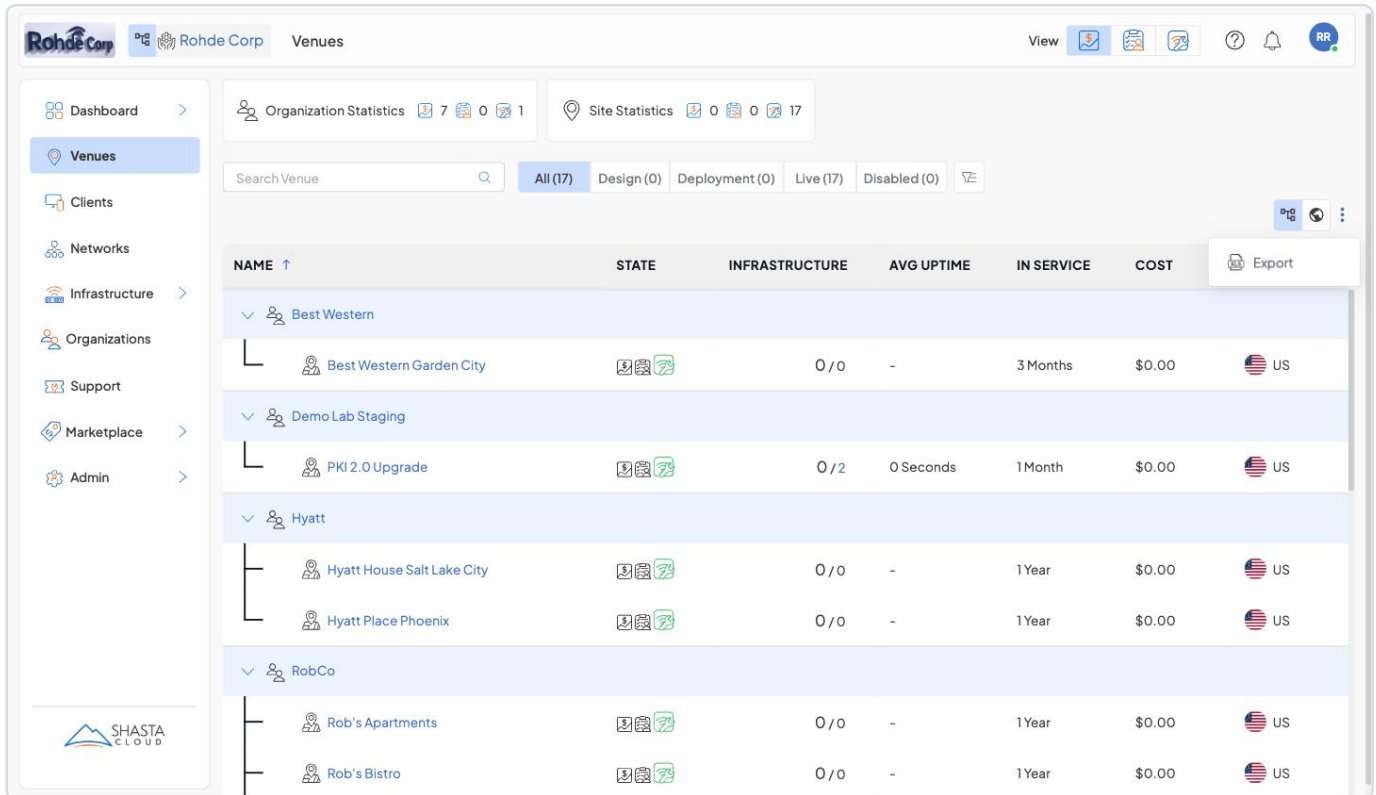 Rohde Corp Rohde Corp Venues View RR
Dashboard
Venues
Clients
Networks
Infrastructure
Organizations
Support
Marketplace
Admin
SHASTA
CLOUD
Organization Statistics 7 0 1 Site Statistics 0 0 17
Search Venue All (17) Design (0) Deployment (0) Live (17) Disabled (0)
Export
NAME ↑ STATE INFRASTRUCTURE AVG UPTIME IN SERVICE COST
Best Western
Best Western Garden City 0/0 - 3 Months $0.00 US
Demo Lab Staging
PKI 2.0 Upgrade 0/2 0 Seconds 1 Month $0.00 US
Hyatt
Hyatt House Salt Lake City 0/0 - 1 Year $0.00 US
Hyatt Place Phoenix 0/0 - 1 Year $0.00 US
RobCo
Rob's Apartments 0/0 - 1 Year $0.00 US
Rob's Bistro 0/0 - 1 Year $0.00 US